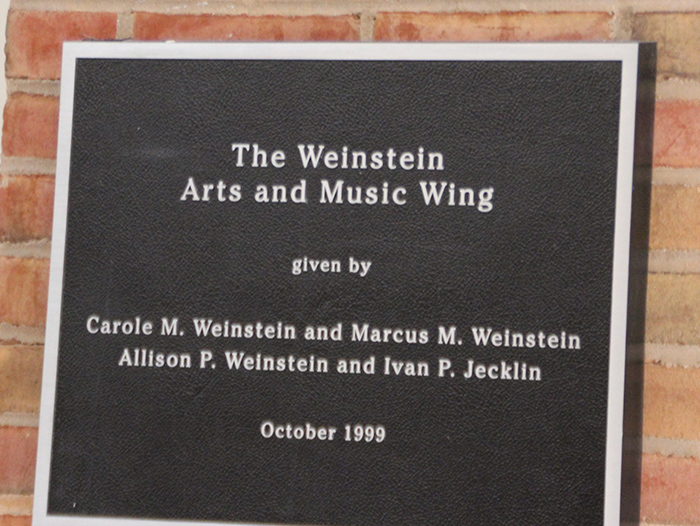 The Weinstein
Arts and Music Wing
given by
Carole M. Weinstein and Marcus M. Weinstein
Allison P. Weinstein and Ivan P. Jecklin
October 1999